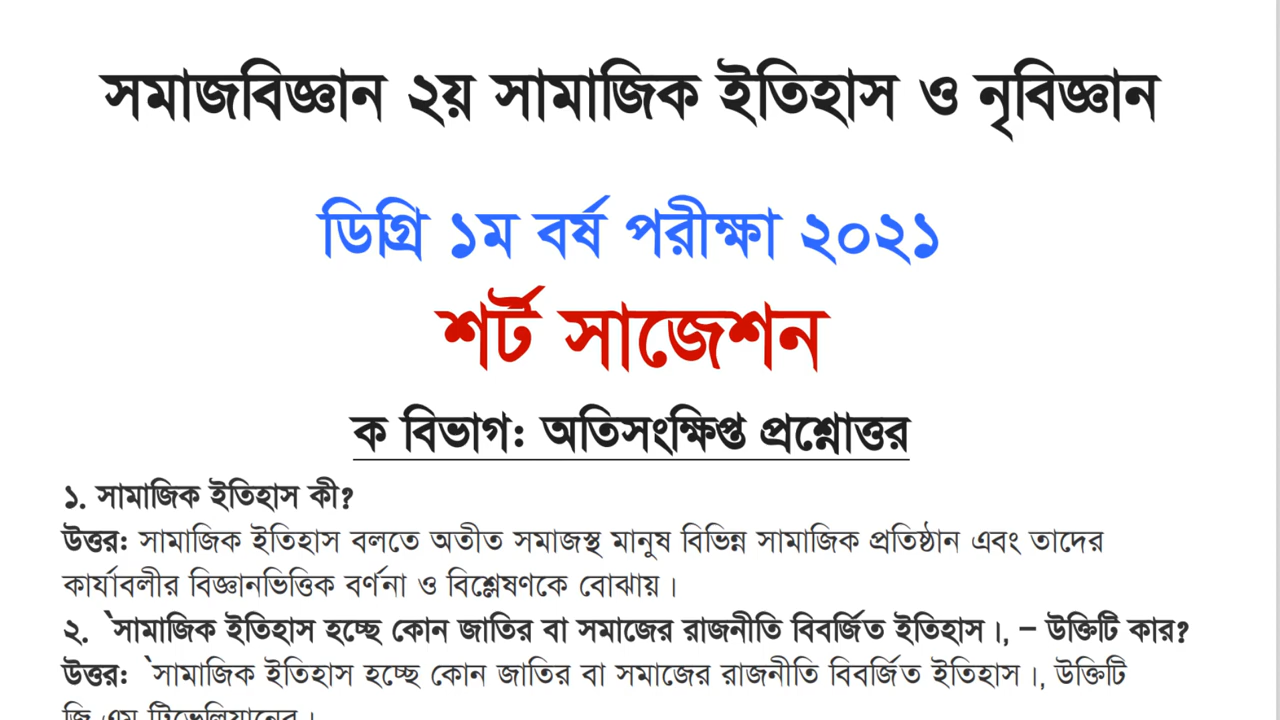 সমাজবিজ্ঞান ২য় সামাজিক ইতিহাস ও নৃবিজ্ঞান
ডিগ্রি ১ম বর্ষ পরীক্ষা ২০২১
শর্ট সাজেশন
ক বিভাগ: অতিসংক্ষিপ্ত প্রশ্নোত্তর
১. সামাজিক ইতিহাস কী?
উত্তর: সামাজিক ইতিহাস বলতে অতীত সমাজস্থ মানুষ বিভিন্ন সামাজিক প্রতিষ্ঠান এবং তাদের
কার্যাবলীর বিজ্ঞানভিত্তিক বর্ণনা ও বিশ্লেষণকে বোঝায়।
২. `সামাজিক ইতিহাস হচ্ছে কোন জাতির বা সমাজের রাজনীতি বিবর্জিত ইতিহাস।, – উক্তিটি কার?
উত্তর: `সামাজিক ইতিহাস হচ্ছে কোন জাতির বা সমাজের রাজনীতি বিবর্জিত ইতিহাস।, উক্তিটি
জি এম ট্রিভেলিয়ানের।